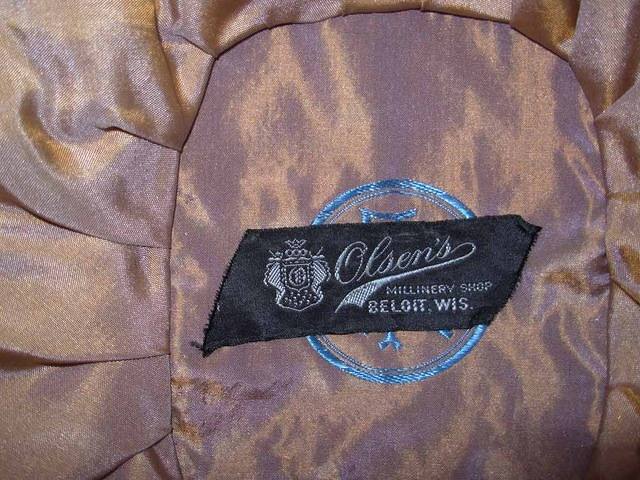 Olsen's
MILLINERY SHOP
BELOIT, WIS.